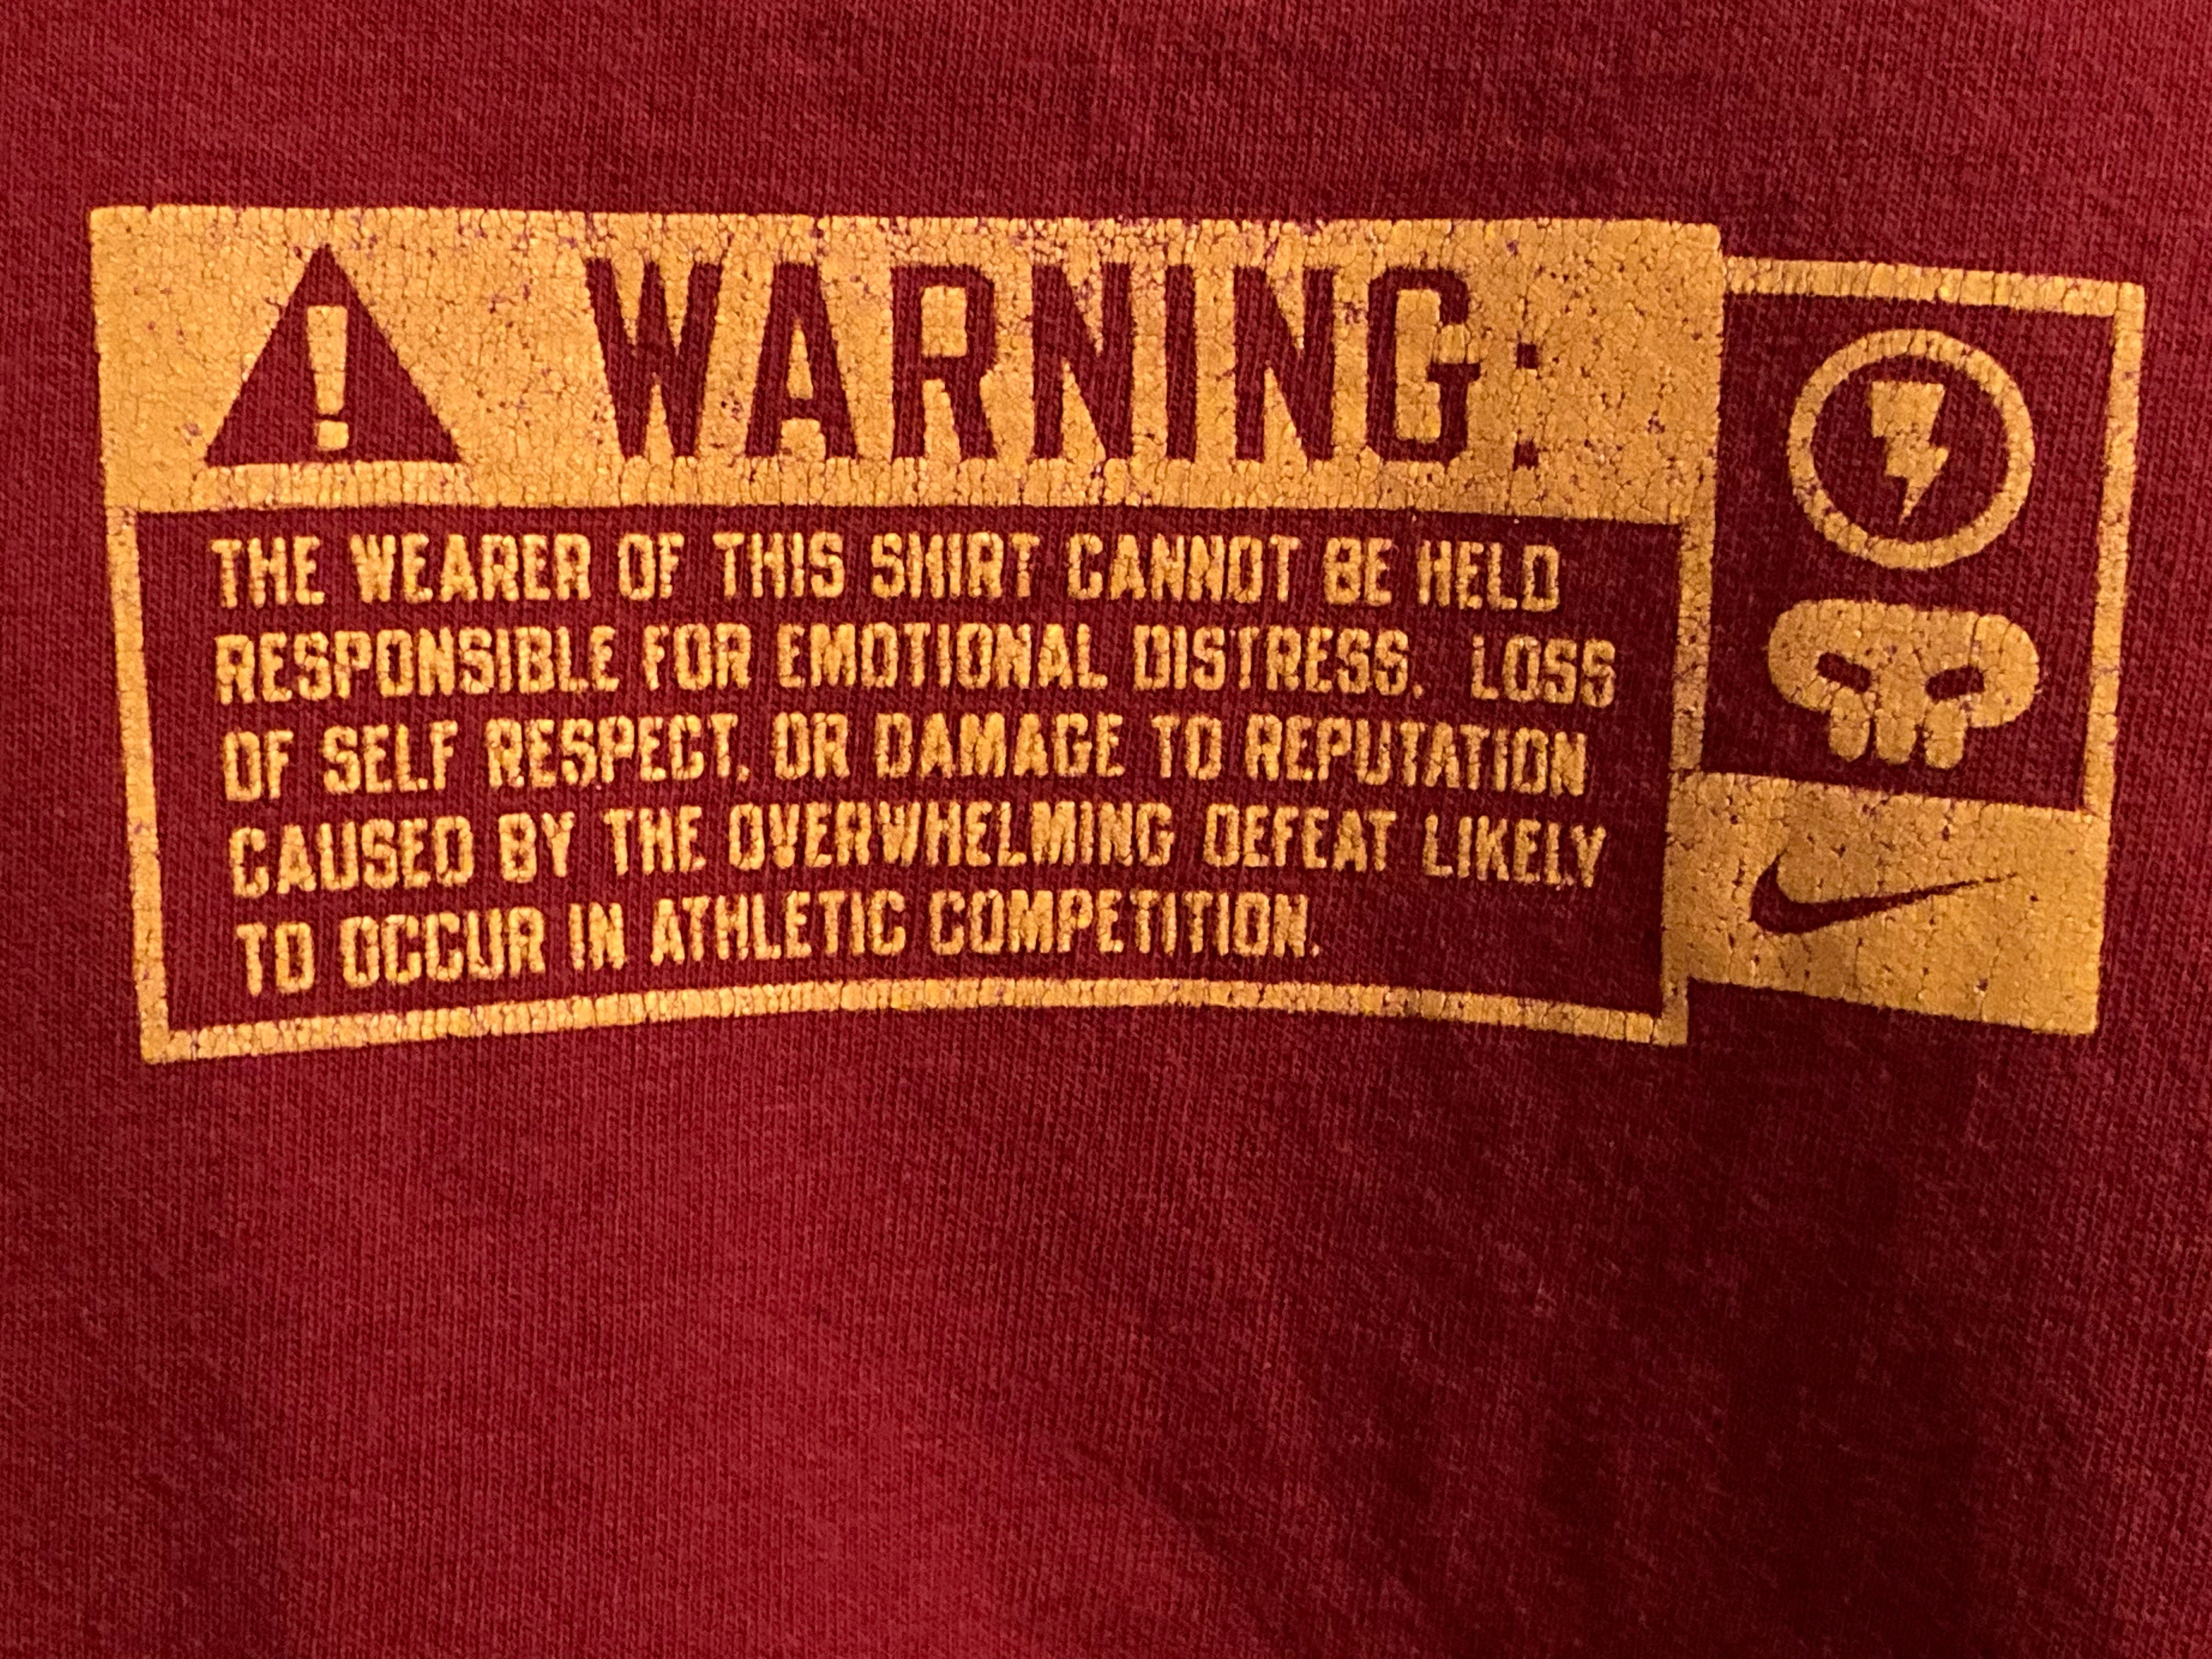 WARNING:
THE WEARER OF THIS SHIRT CANNOT BE HELD
RESPONSIBLE FOR EMOTIONAL DISTRESS, LOSS
OF SELF RESPECT, OR DAMAGE TO REPUTATION
CAUSED BY THE OVERWHELMING DEFEAT LIKELY
TO OCCUR IN ATHLETIC COMPETITION.